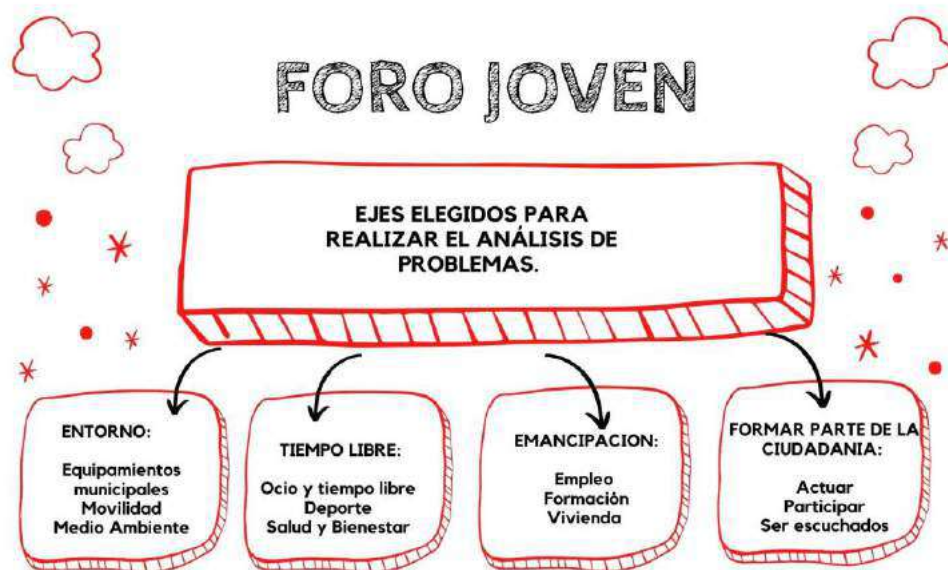 FORO JOVEN
EJES ELEGIDOS PARA
REALIZAR EL ANÁLISIS DE
PROBLEMAS.
ENTORNO:
Equipamientos
municipales
Movilidad
Medio Ambiente
TIEMPO LIBRE:
Ocio y tiempo libre
Deporte
Salud y Bienestar
EMANCIPACION:
Empleo
Formación
Vivienda
FORMAR PARTE DE LA
CIUDADANIA:
Actuar
Participar
Ser escuchados